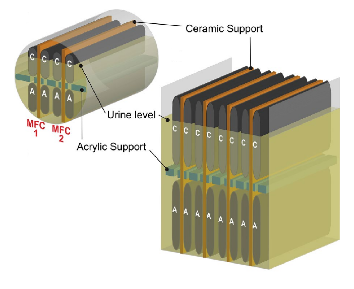 Ceramic Support
C C C C
A A A A
MFC MFC
1 2
Urine level
Acrylic Support
C C C C C C C C
A A A A A A A A